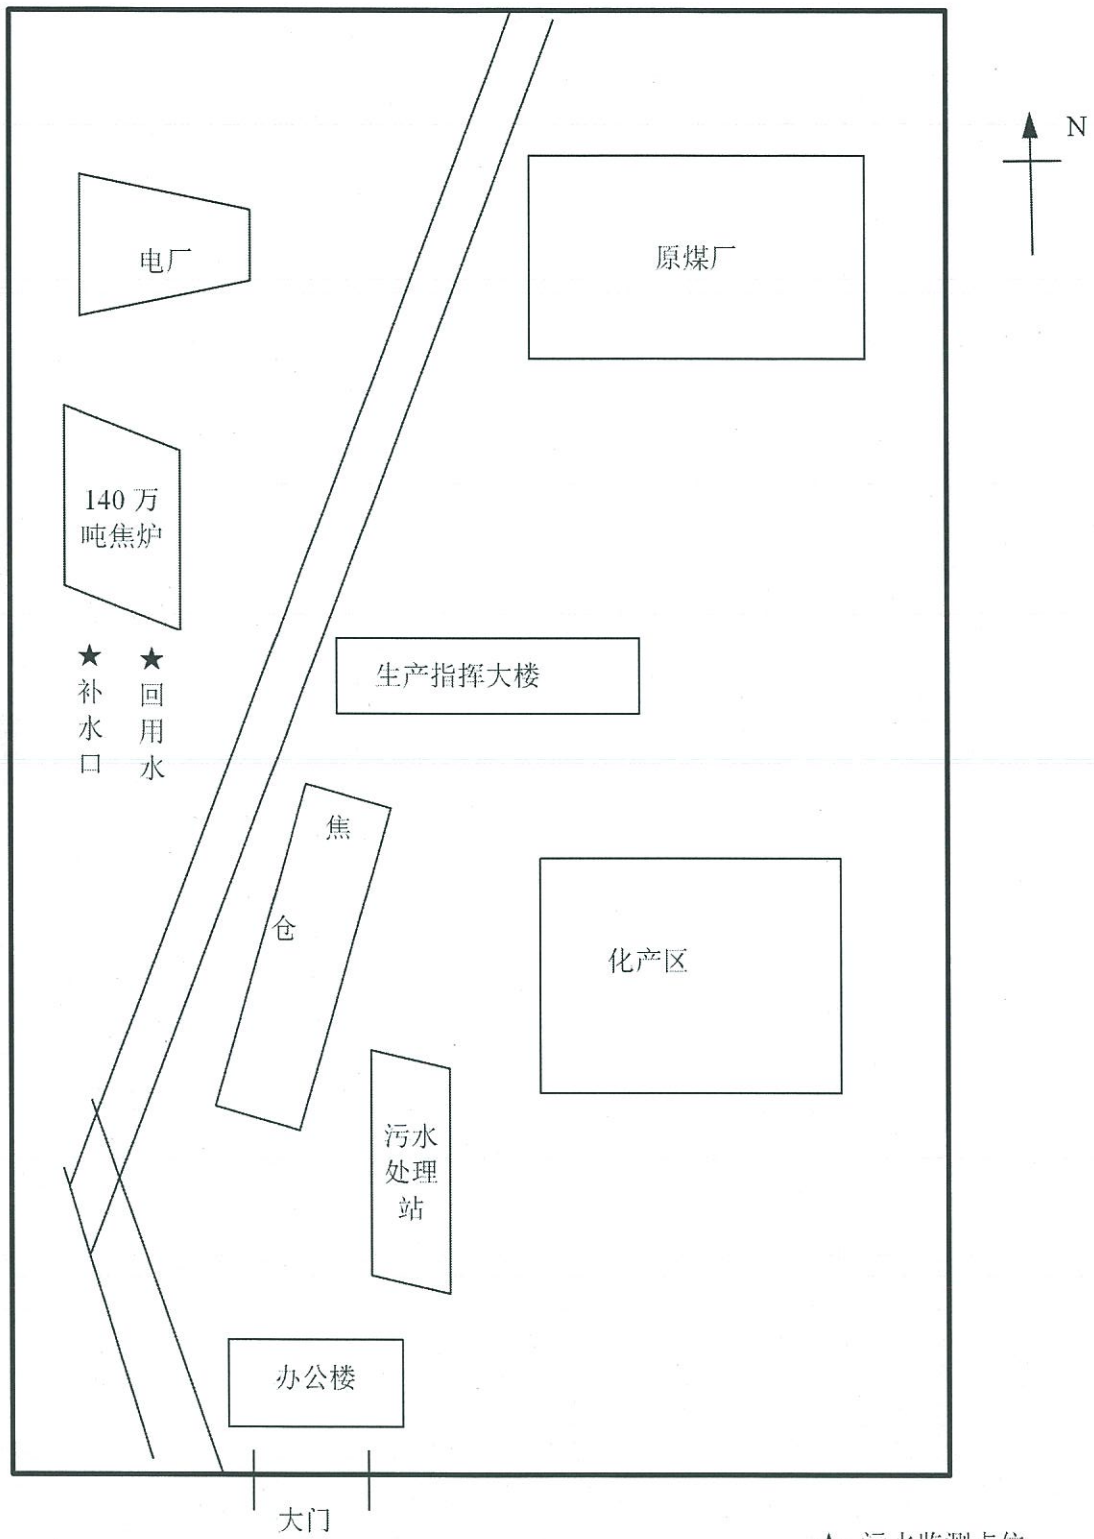 N
电厂
原煤厂
140 万
吨焦炉
★ 补水口
★ 回用水
生产指挥大楼
焦
仓
化产区
污水
处理
站
办公楼
大门